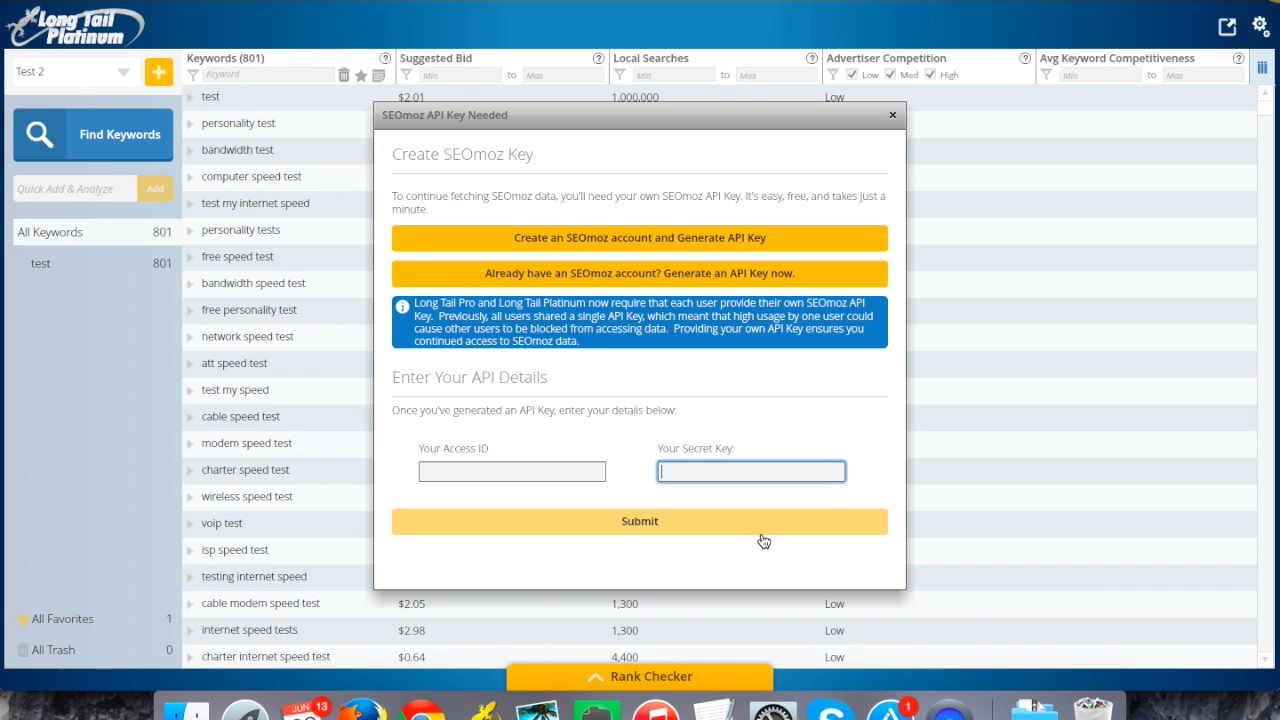 Long Tail
Platinum
Test 2
Keywords (801)
Keyword
Suggested Bid
Min to Max
Local Searches
Min to Max
Advertiser Competition
Low Med High
Avg Keyword Competitiveness
Min to Max
Find Keywords
Quick Add & Analyze Add
All Keywords 801
test 801
All Favorites 1
All Trash 0
test $2.01 1,000,000 Low
personality test
bandwidth test
computer speed test
test my internet speed
personality tests
free speed test
bandwidth speed test
free personality test
network speed test
att speed test
test my speed
cable speed test
modem speed test
charter speed test
wireless speed test
voip test
isp speed test
testing internet speed
cable modem speed test $2.05 1,300 Low
internet speed tests $2.98 1,300 Low
charter internet speed test $0.64 4,400 Low
SEOmoz API Key Needed
Create SEOmoz Key
To continue fetching SEOmoz data, you'll need your own SEOmoz API Key. It's easy, free, and takes just a
minute.
Create an SEOmoz account and Generate API Key
Already have an SEOmoz account? Generate an API Key now.
Long Tail Pro and Long Tail Platinum now require that each user provide their own SEOmoz API
Key. Previously, all users shared a single API Key, which meant that high usage by one user could
cause other users to be blocked from accessing data. Providing your own API Key ensures you
continued access to SEOmoz data.
Enter Your API Details
Once you've generated an API Key, enter your details below:
Your Access ID
Your Secret Key:
Submit
Rank Checker
JUN 13
1